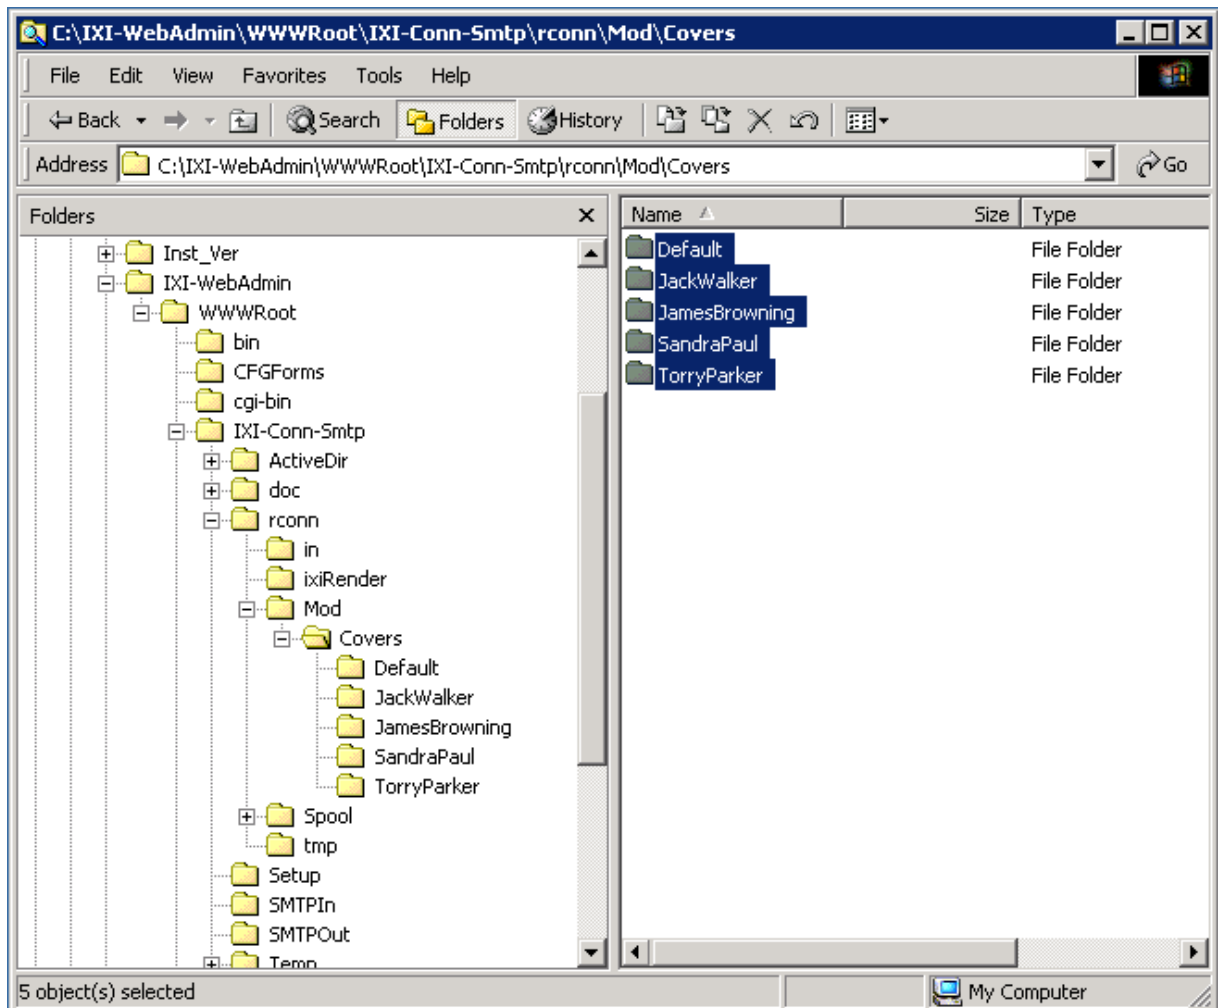 C:\IXI-WebAdmin\WWWRoot\IXI-Conn-Smtp\rconn\Mod\Covers
File Edit View Favorites Tools Help
Back Search Folders History
Address C:\IXI-WebAdmin\WWWRoot\IXI-Conn-Smtp\rconn\Mod\Covers Go
Folders
Inst_Ver
IXI-WebAdmin
WWWRoot
bin
CFGForms
cgi-bin
IXI-Conn-Smtp
ActiveDir
doc
rconn
in
ixiRender
Mod
Covers
Default
JackWalker
JamesBrowning
SandraPaul
TorryParker
Spool
tmp
Setup
SMTPIn
SMTPOut
Temp
Name Size Type
Default File Folder
JackWalker File Folder
JamesBrowning File Folder
SandraPaul File Folder
TorryParker File Folder
5 object(s) selected My Computer